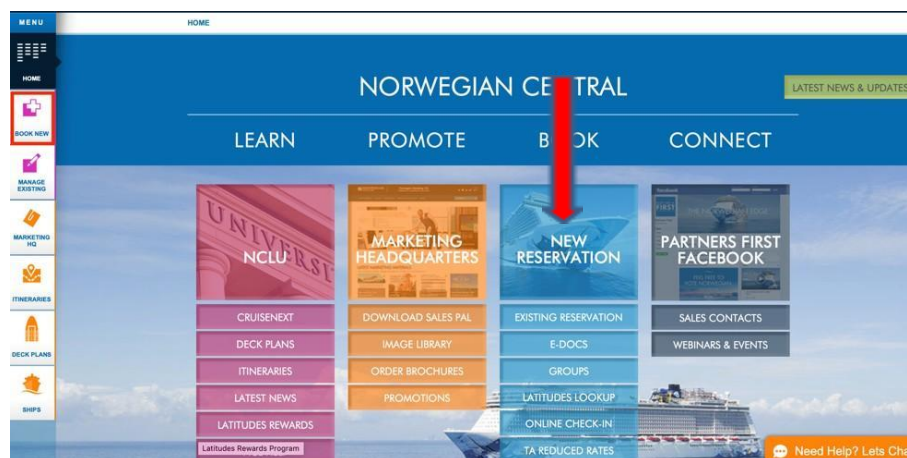 MENU
HOME
HOME
BOOK NEW
MANAGE
EXISTING
MARKETING
HQ
ITINERARIES
DECK PLANS
SHIPS
NORWEGIAN CENTRAL
LATEST NEWS & UPDATES
LEARN
PROMOTE
BOOK
CONNECT
UNIVERSI
NCLU
CRUISENEXT
DECK PLANS
ITINERARIES
LATEST NEWS
LATITUDES REWARDS
Latitudes Rewards Program
MARKETING
HEADQUARTERS
DOWNLOAD SALES PAL
IMAGE LIBRARY
ORDER BROCHURES
PROMOTIONS
NEW
RESERVATION
EXISTING RESERVATION
E-DOCS
GROUPS
LATITUDES LOOKUP
ONLINE CHECK-IN
TA REDUCED RATES
PARTNERS FIRST
FACEBOOK
SALES CONTACTS
WEBINARS & EVENTS
Need Help? Lets Cha